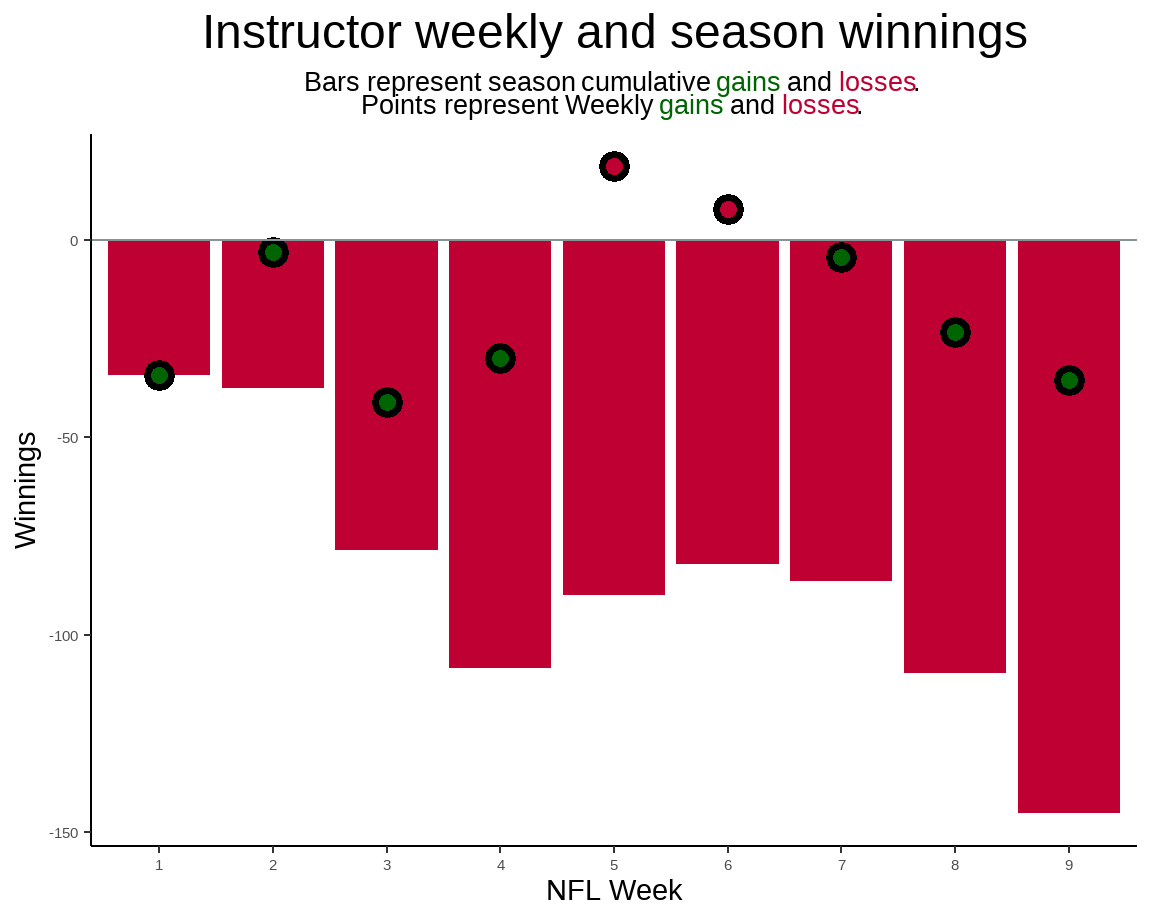 Instructor weekly and season winnings
Bars represent season cumulative gains and losses.
Points represent Weekly gains and losses.
Winnings
0
-50
-100
-150
1 2 3 4 5 6 7 8 9
NFL Week